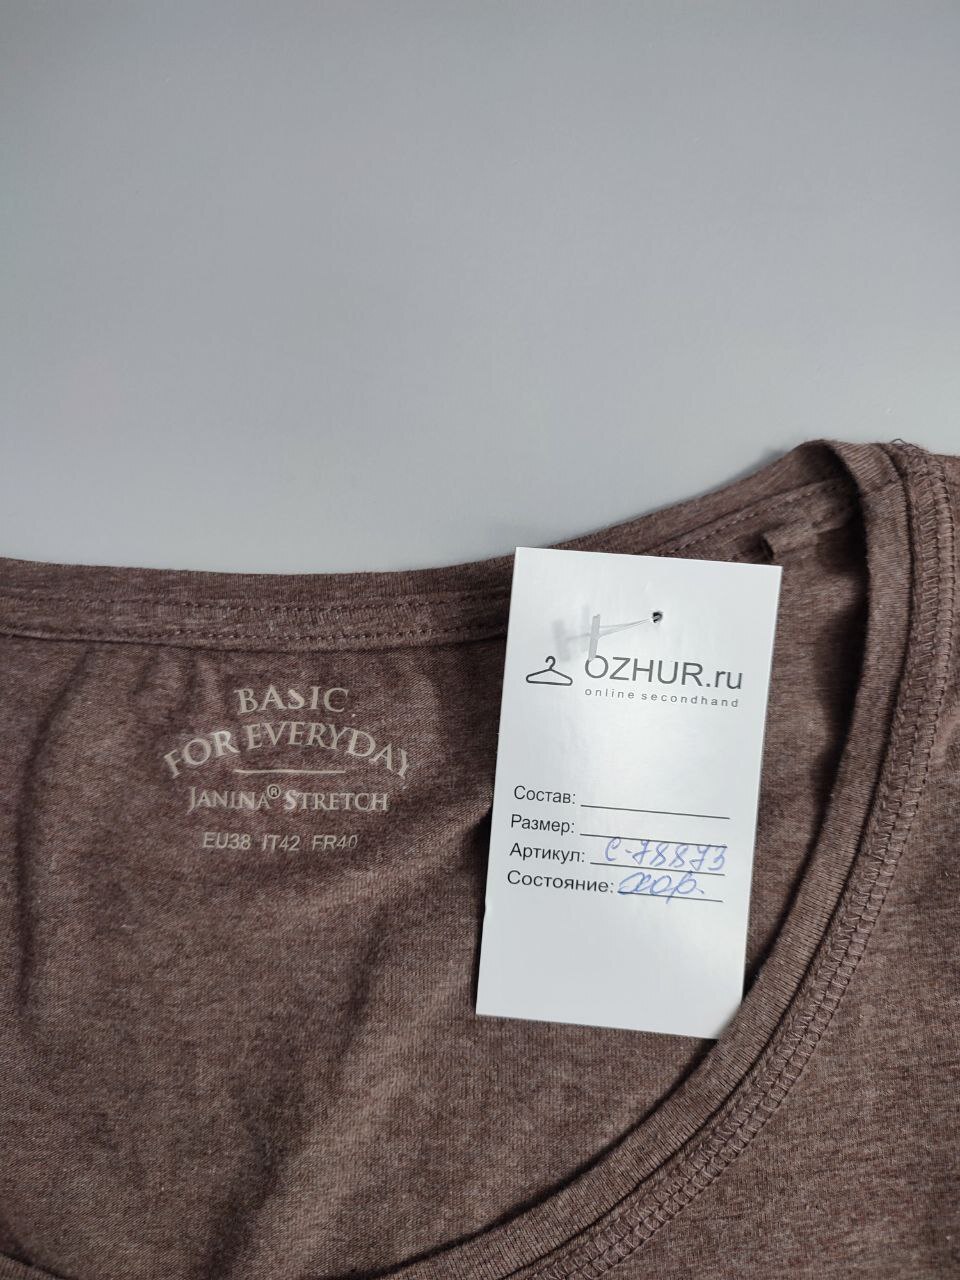 BASIC
FOR EVERYDAY
JANINA® STRETCH
EU38 IT42 FR40
OZHUR.ru
online secondhand
Состав:
Размер:
Артикул: С-78873
Состояние: хор.